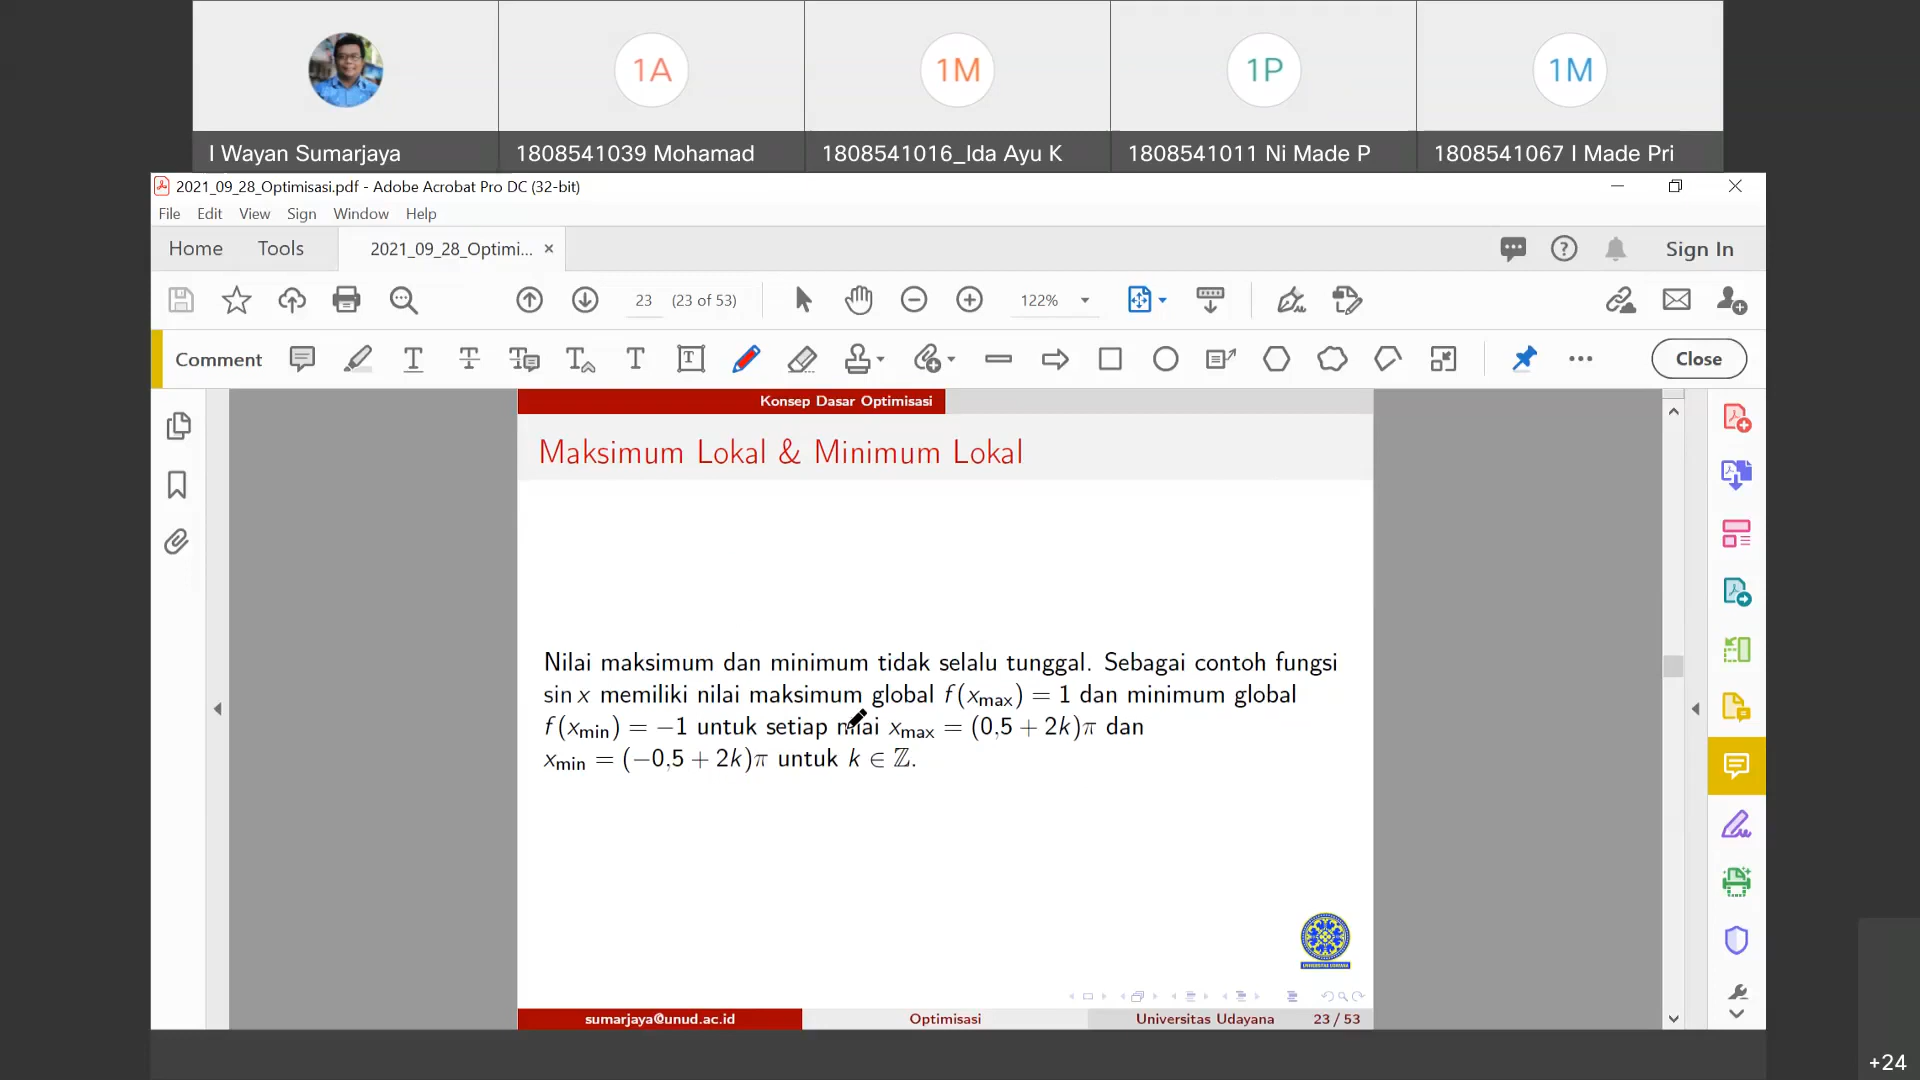 1A
1M
1P
1M
I Wayan Sumarjaya
1808541039 Mohamad
1808541016_Ida Ayu K
1808541011 Ni Made P
1808541067 I Made Pri
2021_09_28_Optimisasi.pdf - Adobe Acrobat Pro DC (32-bit)
File Edit View Sign Window Help
Home Tools 2021_09_28_Optimi... × Sign In
23 (23 of 53) 122%
Comment Close
Konsep Dasar Optimisasi
Maksimum Lokal & Minimum Lokal
Nilai maksimum dan minimum tidak selalu tunggal. Sebagai contoh fungsi
sin x memiliki nilai maksimum global f(xmax) = 1 dan minimum global
f(xmin) = −1 untuk setiap nilai xmax = (0,5 + 2k)π dan
xmin = (−0,5 + 2k)π untuk k ∈ ℤ.
UNIVERSITAS UDAYANA
sumarjaya@unud.ac.id Optimisasi Universitas Udayana 23 / 53
+24